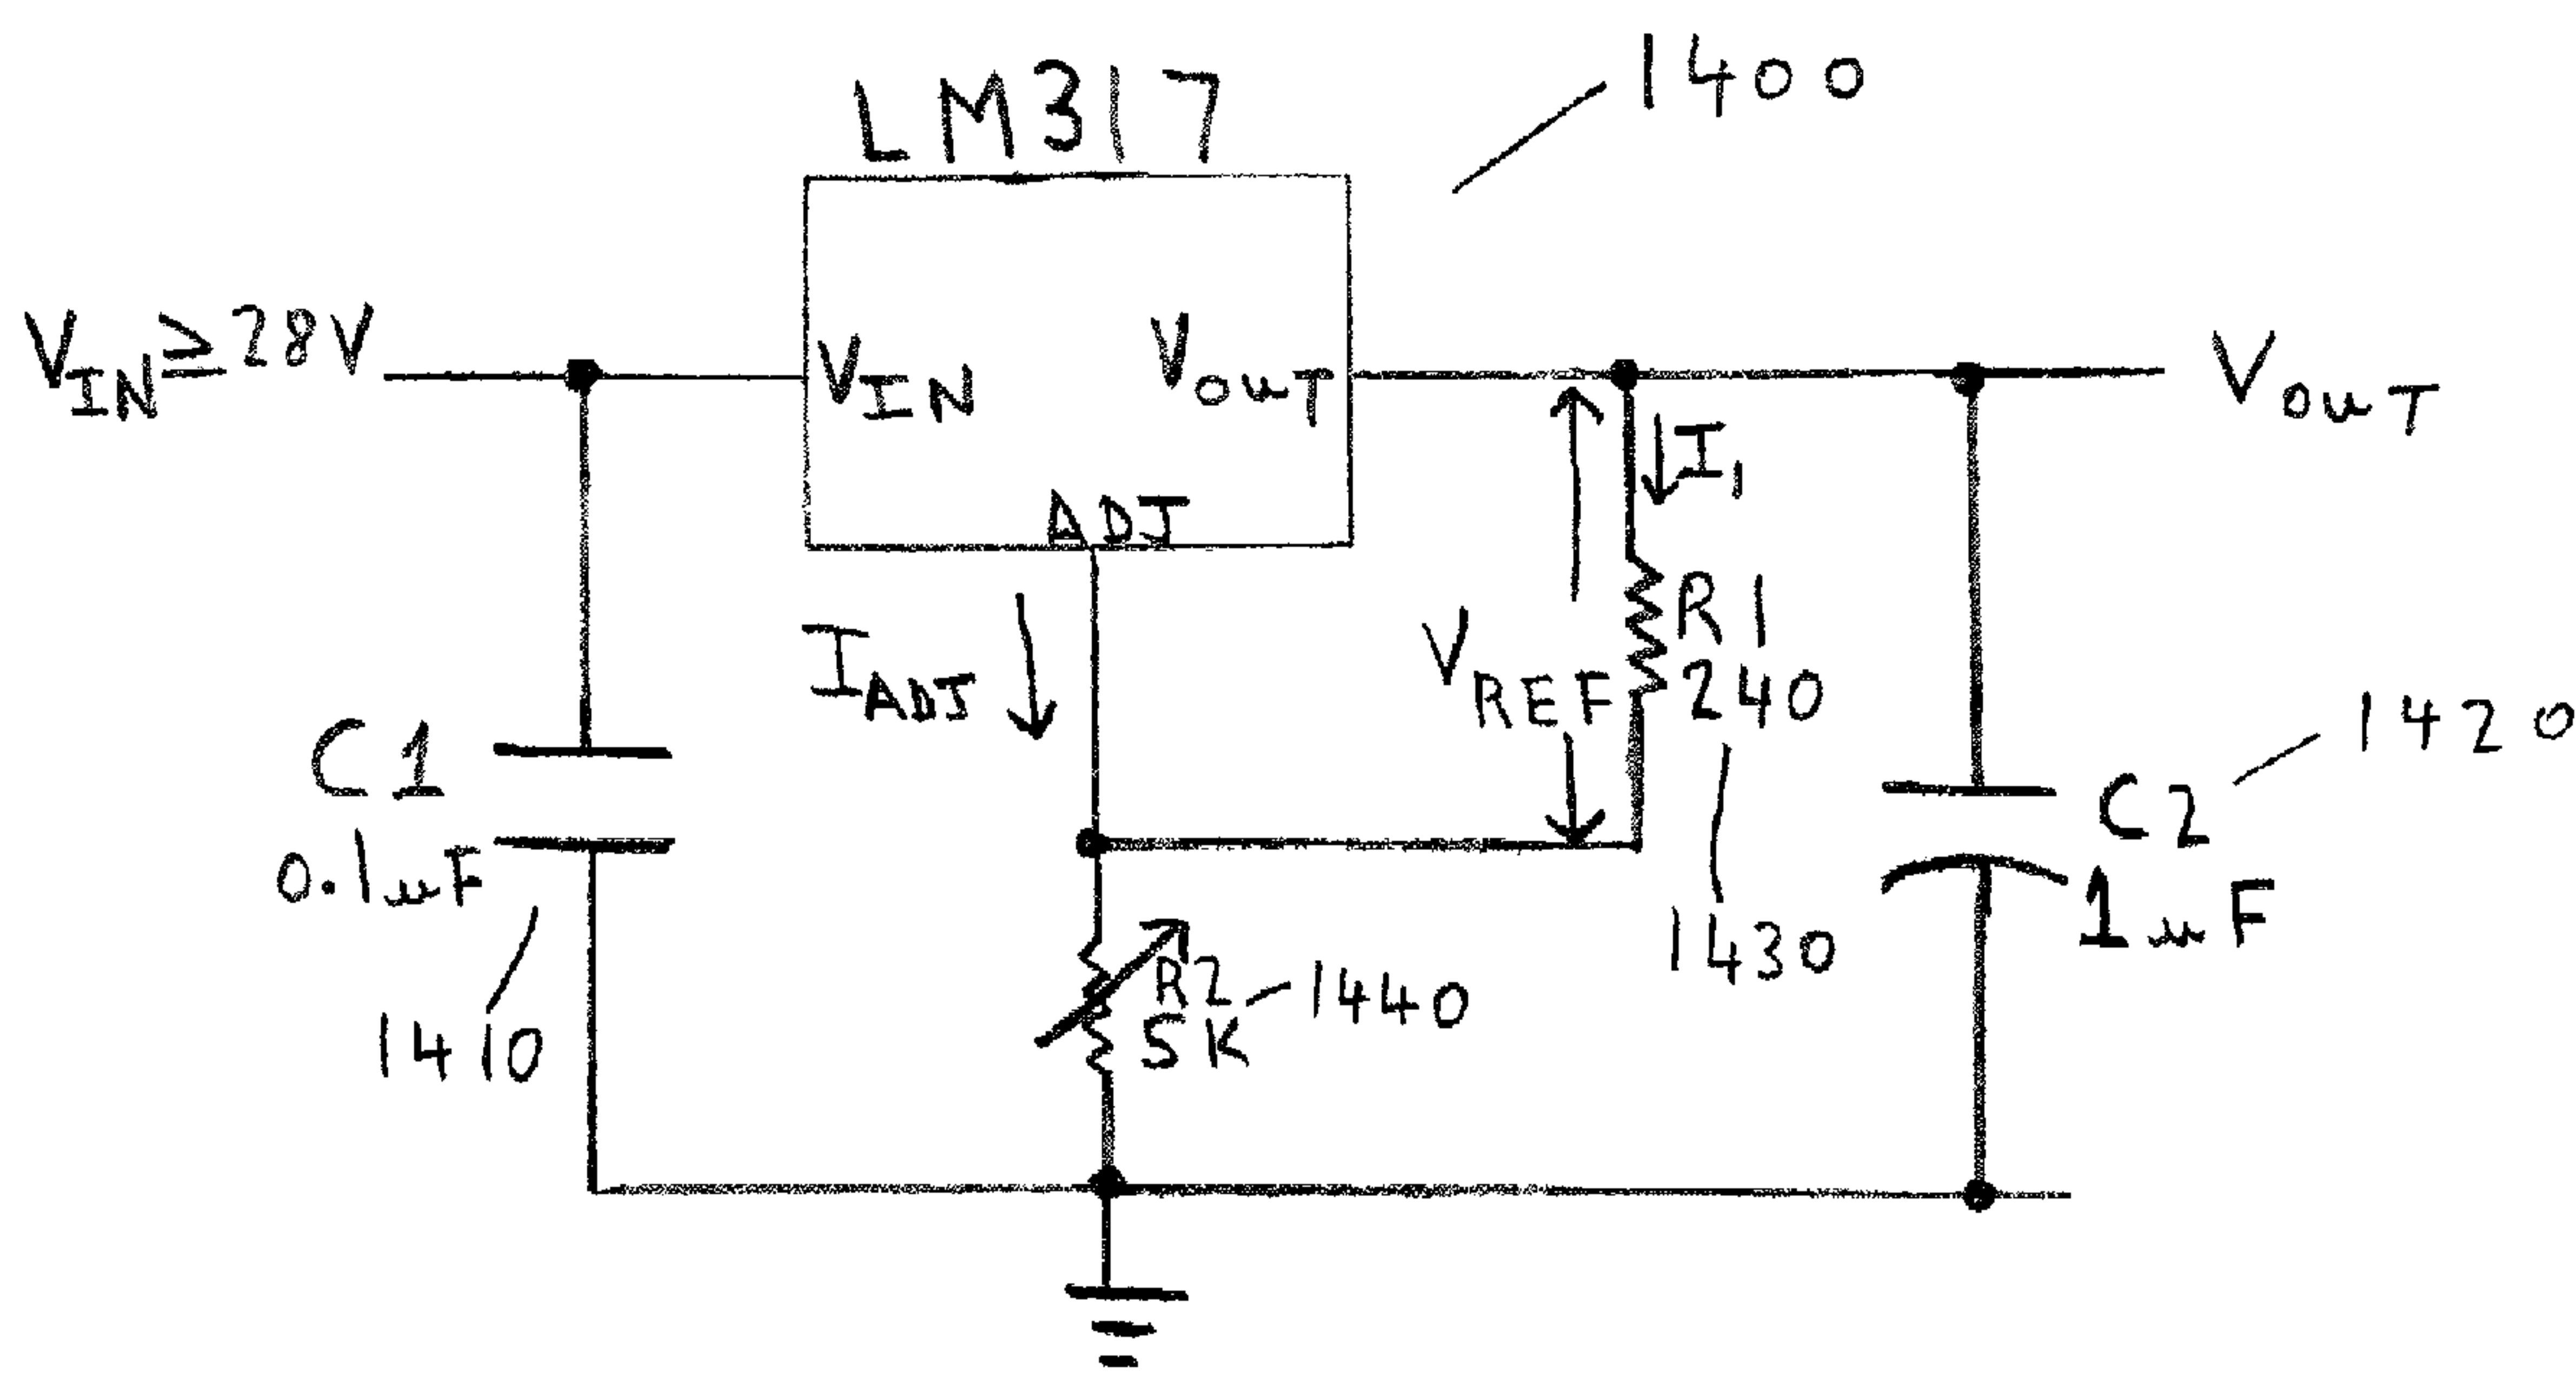 LM317
1400
VIN≥28V
VIN
VOUT
VOUT
ADJ
I1
IADJ
VREF
R1
240
C1
0.1uF
1420
C2
1uF
1430
R2
5K
1440
1410